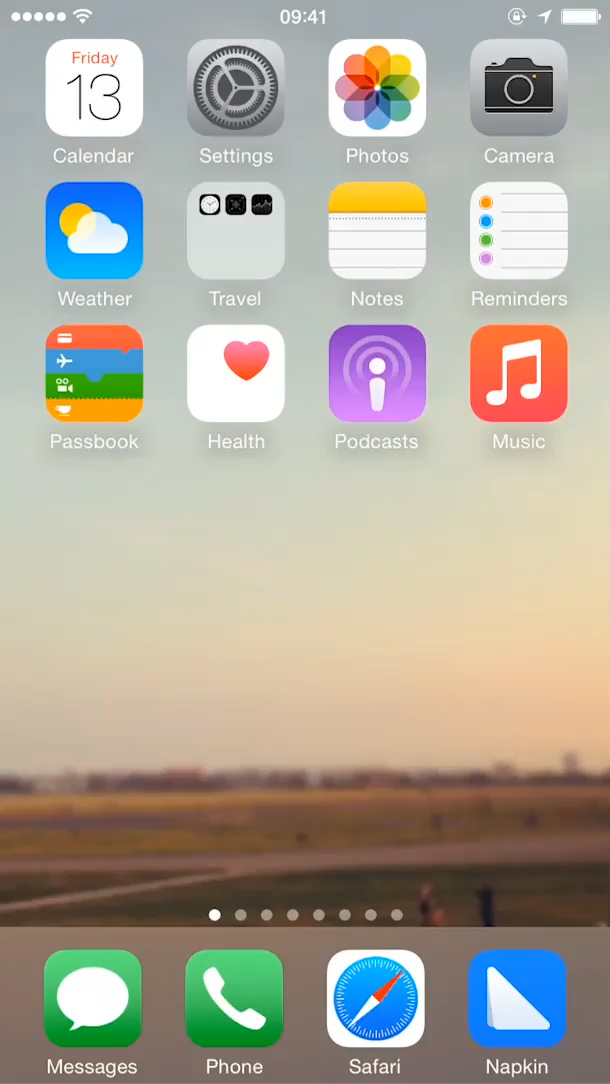 09:41
Friday
13
Calendar Settings Photos Camera
Weather Travel Notes Reminders
Passbook Health Podcasts Music
Messages Phone Safari Napkin